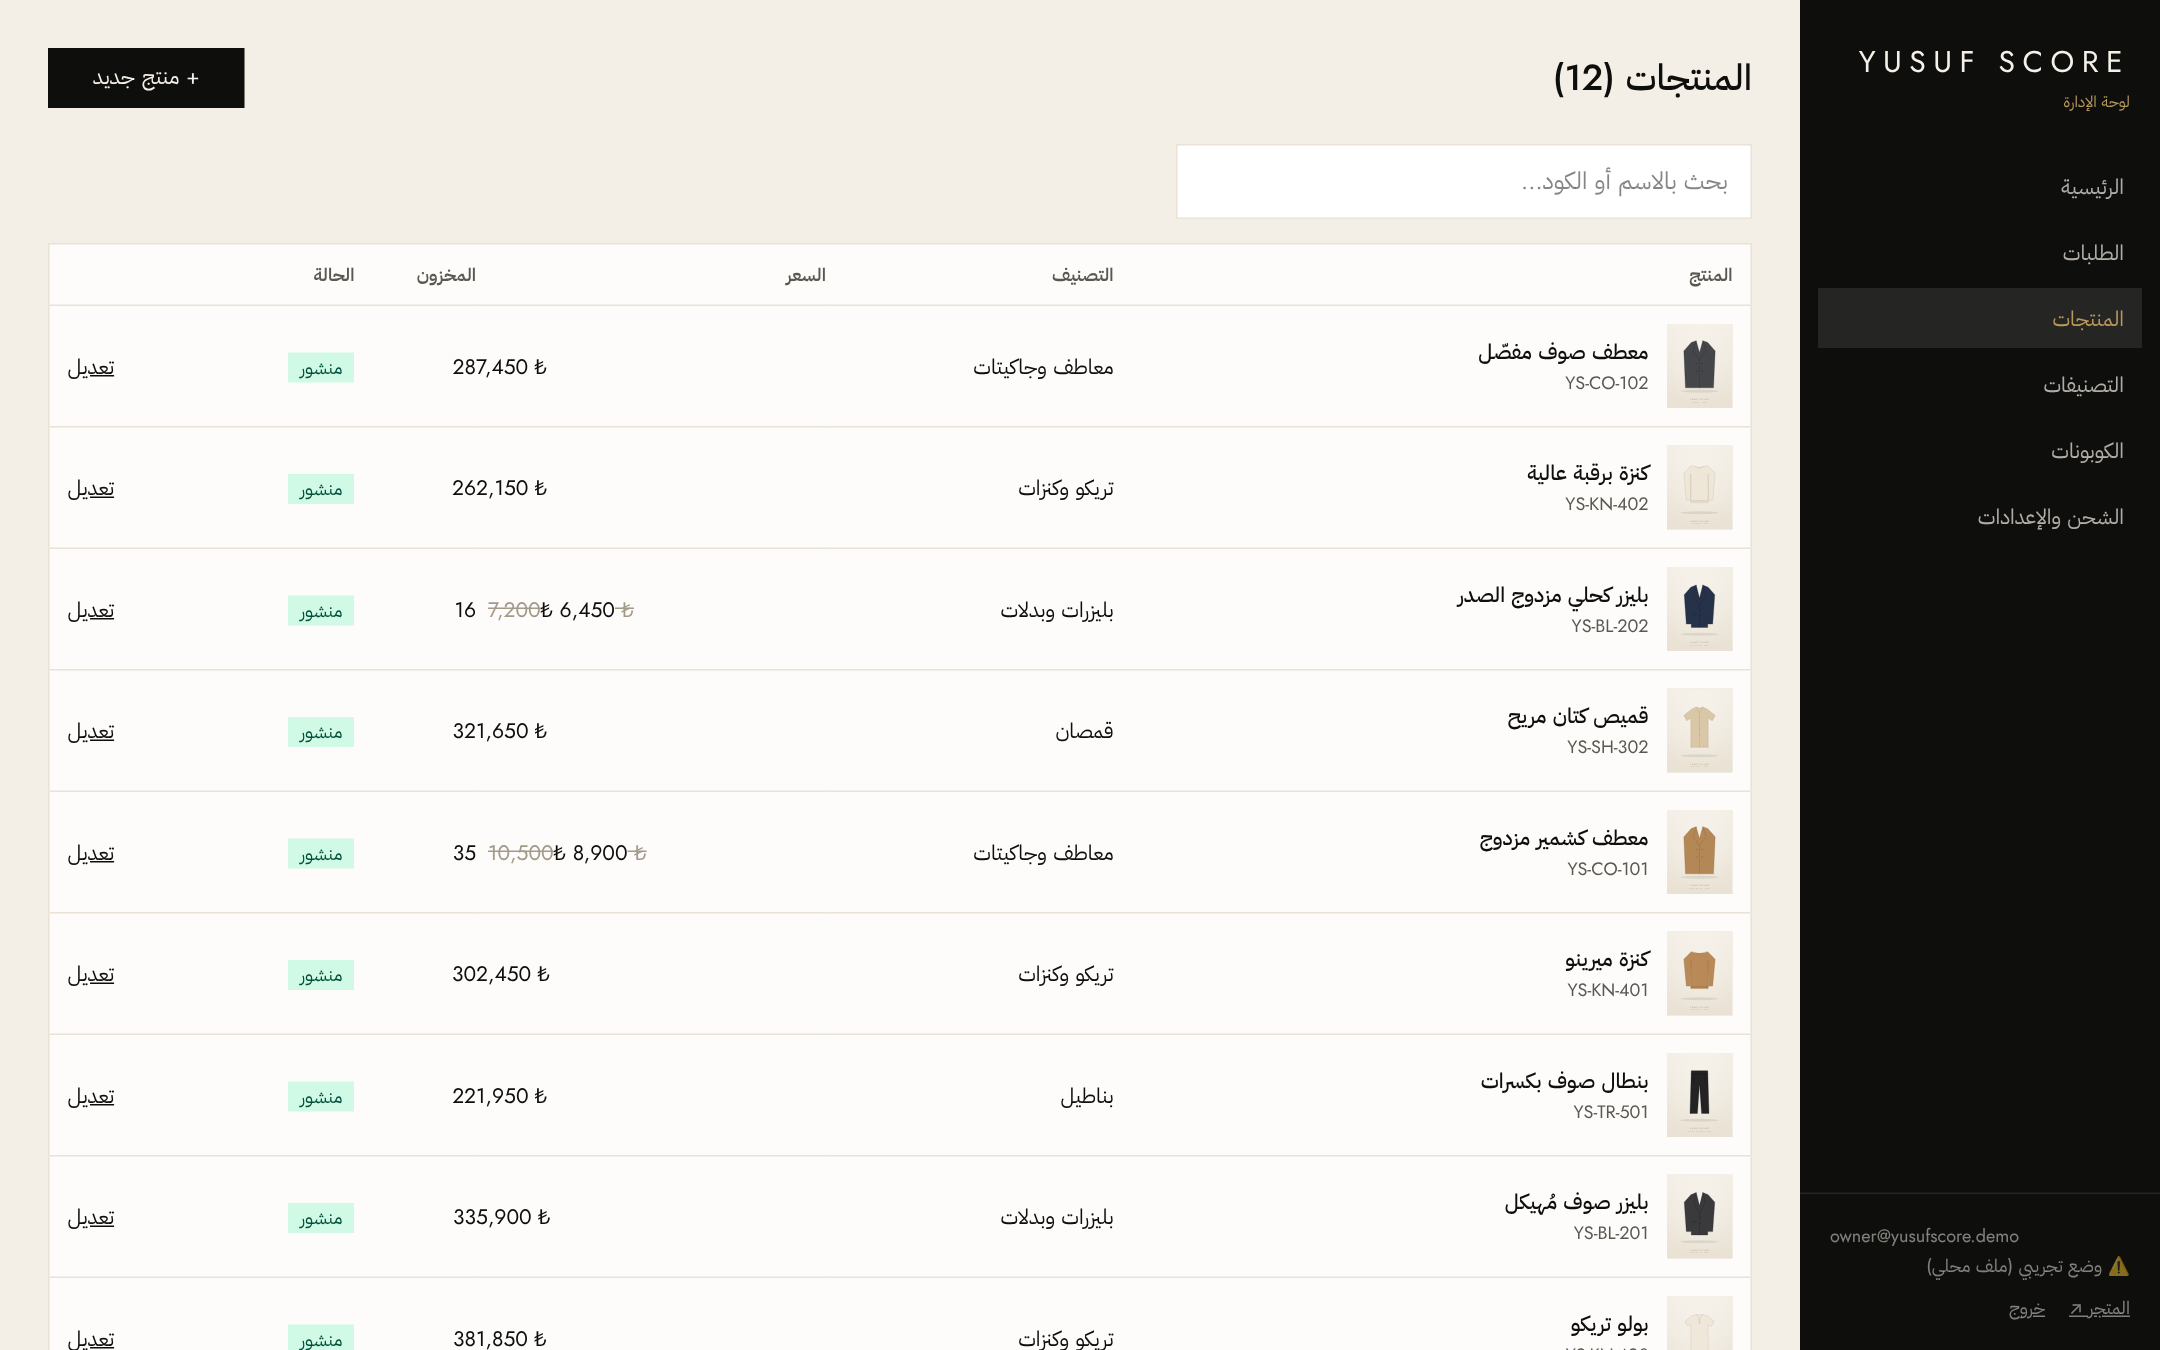 YUSUF SCORE
لوحة الإدارة
الرئيسية
الطلبات
المنتجات
التصنيفات
الكوبونات
الشحن والإعدادات
owner@yusufscore.demo
⚠️ وضع تجريبي (ملف محلي)
المتجر ↗ خروج
المنتجات (12)
+ منتج جديد
بحث بالاسم أو الكود...
المنتج التصنيف السعر المخزون الحالة
معطف صوف مفصّل
YS-CO-102
معاطف وجاكيتات
287,450 ₺
منشور
تعديل
كنزة برقبة عالية
YS-KN-402
تريكو وكنزات
262,150 ₺
منشور
تعديل
بليزر كحلي مزدوج الصدر
YS-BL-202
بليزرات وبدلات
16 7,200₺ 6,450 ₺
منشور
تعديل
قميص كتان مريح
YS-SH-302
قمصان
321,650 ₺
منشور
تعديل
معطف كشمير مزدوج
YS-CO-101
معاطف وجاكيتات
35 10,500₺ 8,900 ₺
منشور
تعديل
كنزة ميرينو
YS-KN-401
تريكو وكنزات
302,450 ₺
منشور
تعديل
بنطال صوف بكسرات
YS-TR-501
بناطيل
221,950 ₺
منشور
تعديل
بليزر صوف مُهيكل
YS-BL-201
بليزرات وبدلات
335,900 ₺
منشور
تعديل
بولو تريكو
تريكو وكنزات
381,850 ₺
منشور
تعديل